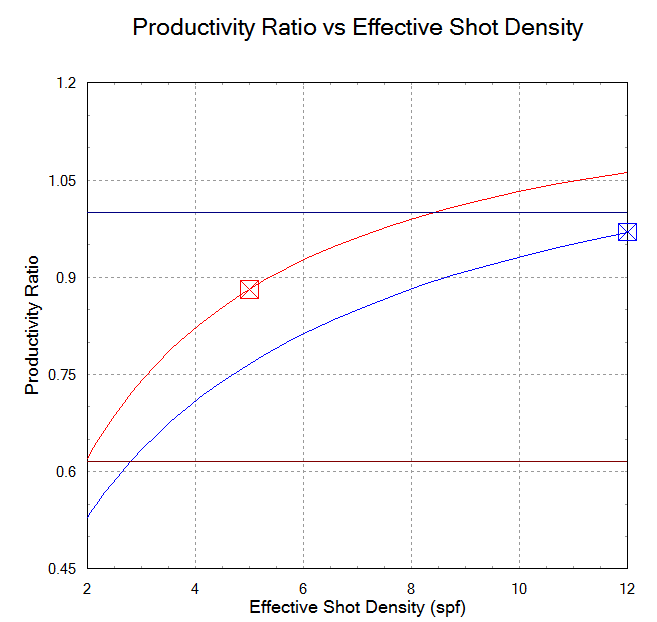 Productivity Ratio vs Effective Shot Density
1.2
1.05
0.9
0.75
0.6
0.45
Productivity Ratio
2 4 6 8 10 12
Effective Shot Density (spf)